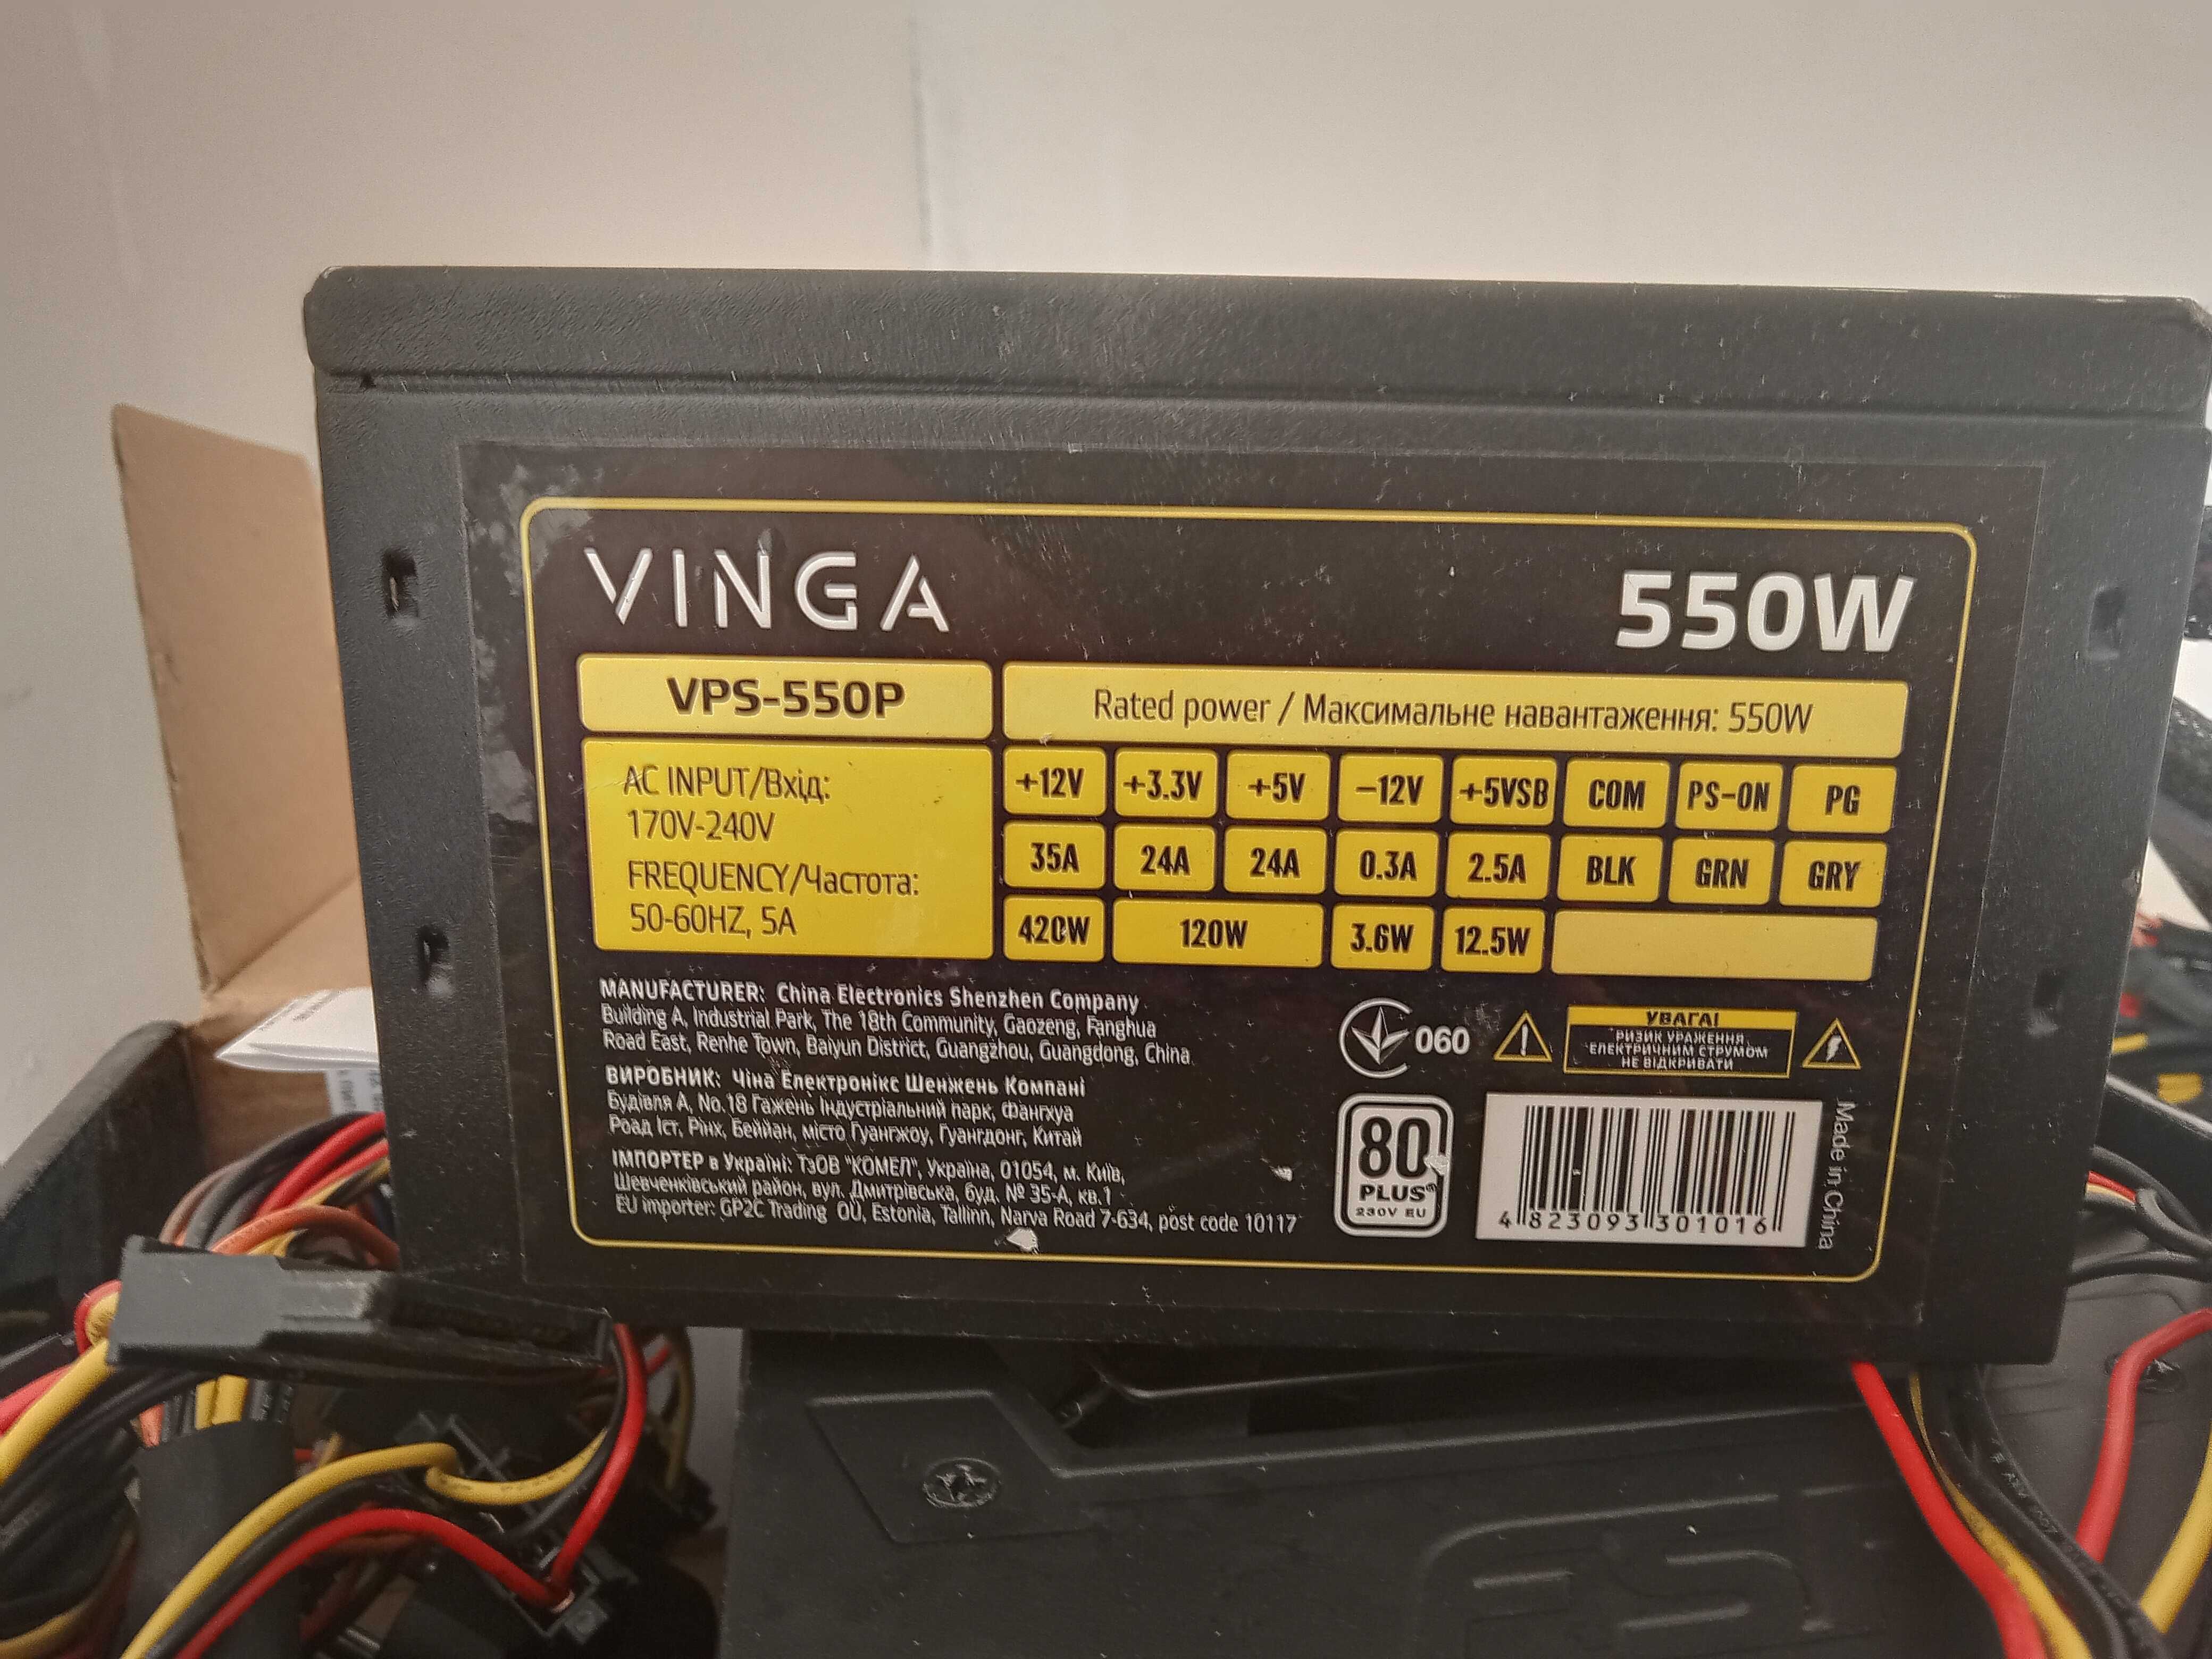 VINGA
550W
VPS-550P
Rated power / Максимальне навантаження: 550W
AC INPUT/Вхід:
170V-240V
FREQUENCY/Частота:
50-60HZ, 5A
+12V +3.3V +5V -12V +5VSB COM PS-ON PG
35A 24A 24A 0.3A 2.5A BLK GRN GRY
420W 120W 3.6W 12.5W
MANUFACTURER: China Electronics Shenzhen Company
Building A, Industrial Park, The 18th Community, Gaozeng, Fanghua
Road East, Renhe Town, Baiyun District, Guangzhou, Guangdong, China
ВИРОБНИК: Чіна Електронікс Шенжень Компані
Будівля А, No.18 Гажень Індустріальний парк, Фангхуа
Роад Іст, Рінх, Беййан, місто Гуангжоу, Гуангдонг, Китай
ІМПОРТЕР в Україні: ТзОВ "КОМЕЛ", Україна, 01054, м. Київ,
Шевченківський район, вул. Дмитрівська, буд. № 35-А, кв.1
EU importer: GP2C Trading OÜ, Estonia, Tallinn, Narva Road 7-634, post code 10117
060
УВАГА!
РИЗИК УРАЖЕННЯ
ЕЛЕКТРИЧНИМ СТРУМОМ
НЕ ВІДКРИВАТИ
80
PLUS®
230V EU
4 823093 301016
Made in China